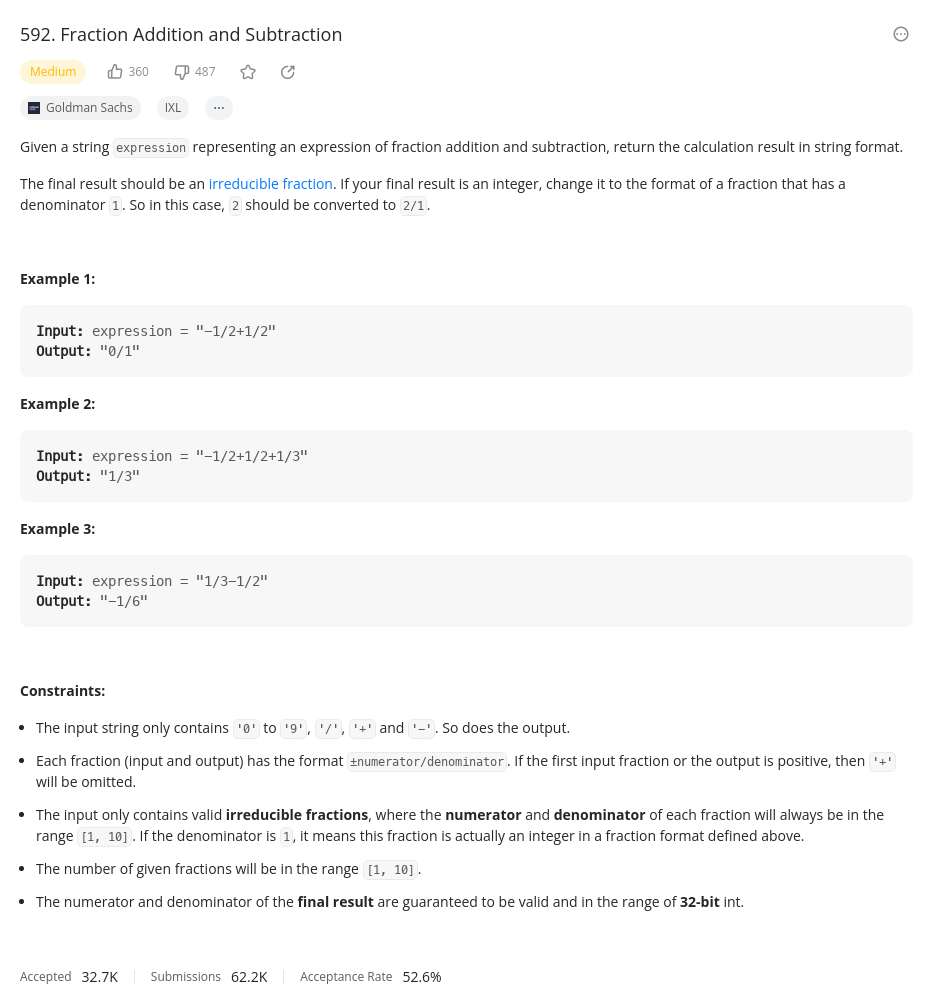 592. Fraction Addition and Subtraction
Medium
360
487
Goldman Sachs
IXL
Given a string expression representing an expression of fraction addition and subtraction, return the calculation result in string format.
The final result should be an irreducible fraction. If your final result is an integer, change it to the format of a fraction that has a
denominator 1. So in this case, 2 should be converted to 2/1.
Example 1:
Input: expression = "−1/2+1/2"
Output: "0/1"
Example 2:
Input: expression = "−1/2+1/2+1/3"
Output: "1/3"
Example 3:
Input: expression = "1/3−1/2"
Output: "−1/6"
Constraints:
• The input string only contains '0' to '9', '/', '+' and '−'. So does the output.
• Each fraction (input and output) has the format ±numerator/denominator. If the first input fraction or the output is positive, then '+'
will be omitted.
• The input only contains valid irreducible fractions, where the numerator and denominator of each fraction will always be in the
range [1, 10]. If the denominator is 1, it means this fraction is actually an integer in a fraction format defined above.
• The number of given fractions will be in the range [1, 10].
• The numerator and denominator of the final result are guaranteed to be valid and in the range of 32-bit int.
Accepted 32.7K Submissions 62.2K Acceptance Rate 52.6%